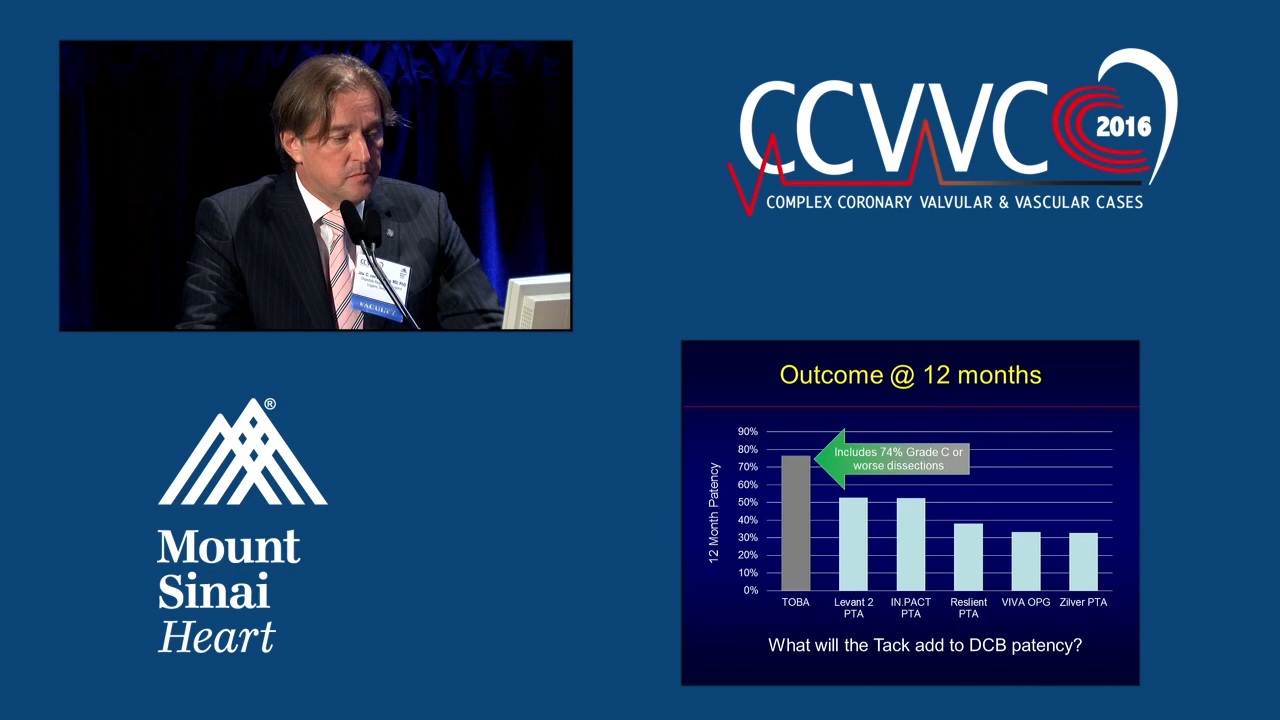 CCVVC
2016
COMPLEX CORONARY VALVULAR & VASCULAR CASES
MD, PhD
FACULTY
®
Mount
Sinai
Heart
Outcome @ 12 months
90%
80%
70%
60%
50%
40%
30%
20%
10%
0%
12 Month Patency
Includes 74% Grade C or
worse dissections
TOBA
Levant 2
PTA
IN.PACT
PTA
Reslient
PTA
VIVA OPG
Zilver PTA
What will the Tack add to DCB patency?